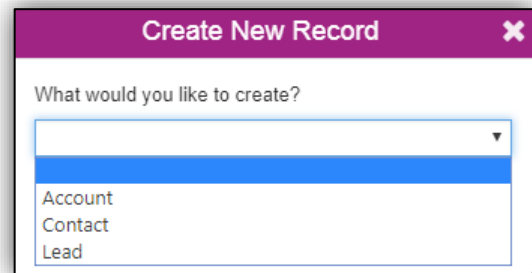 Create New Record
What would you like to create?
Account
Contact
Lead